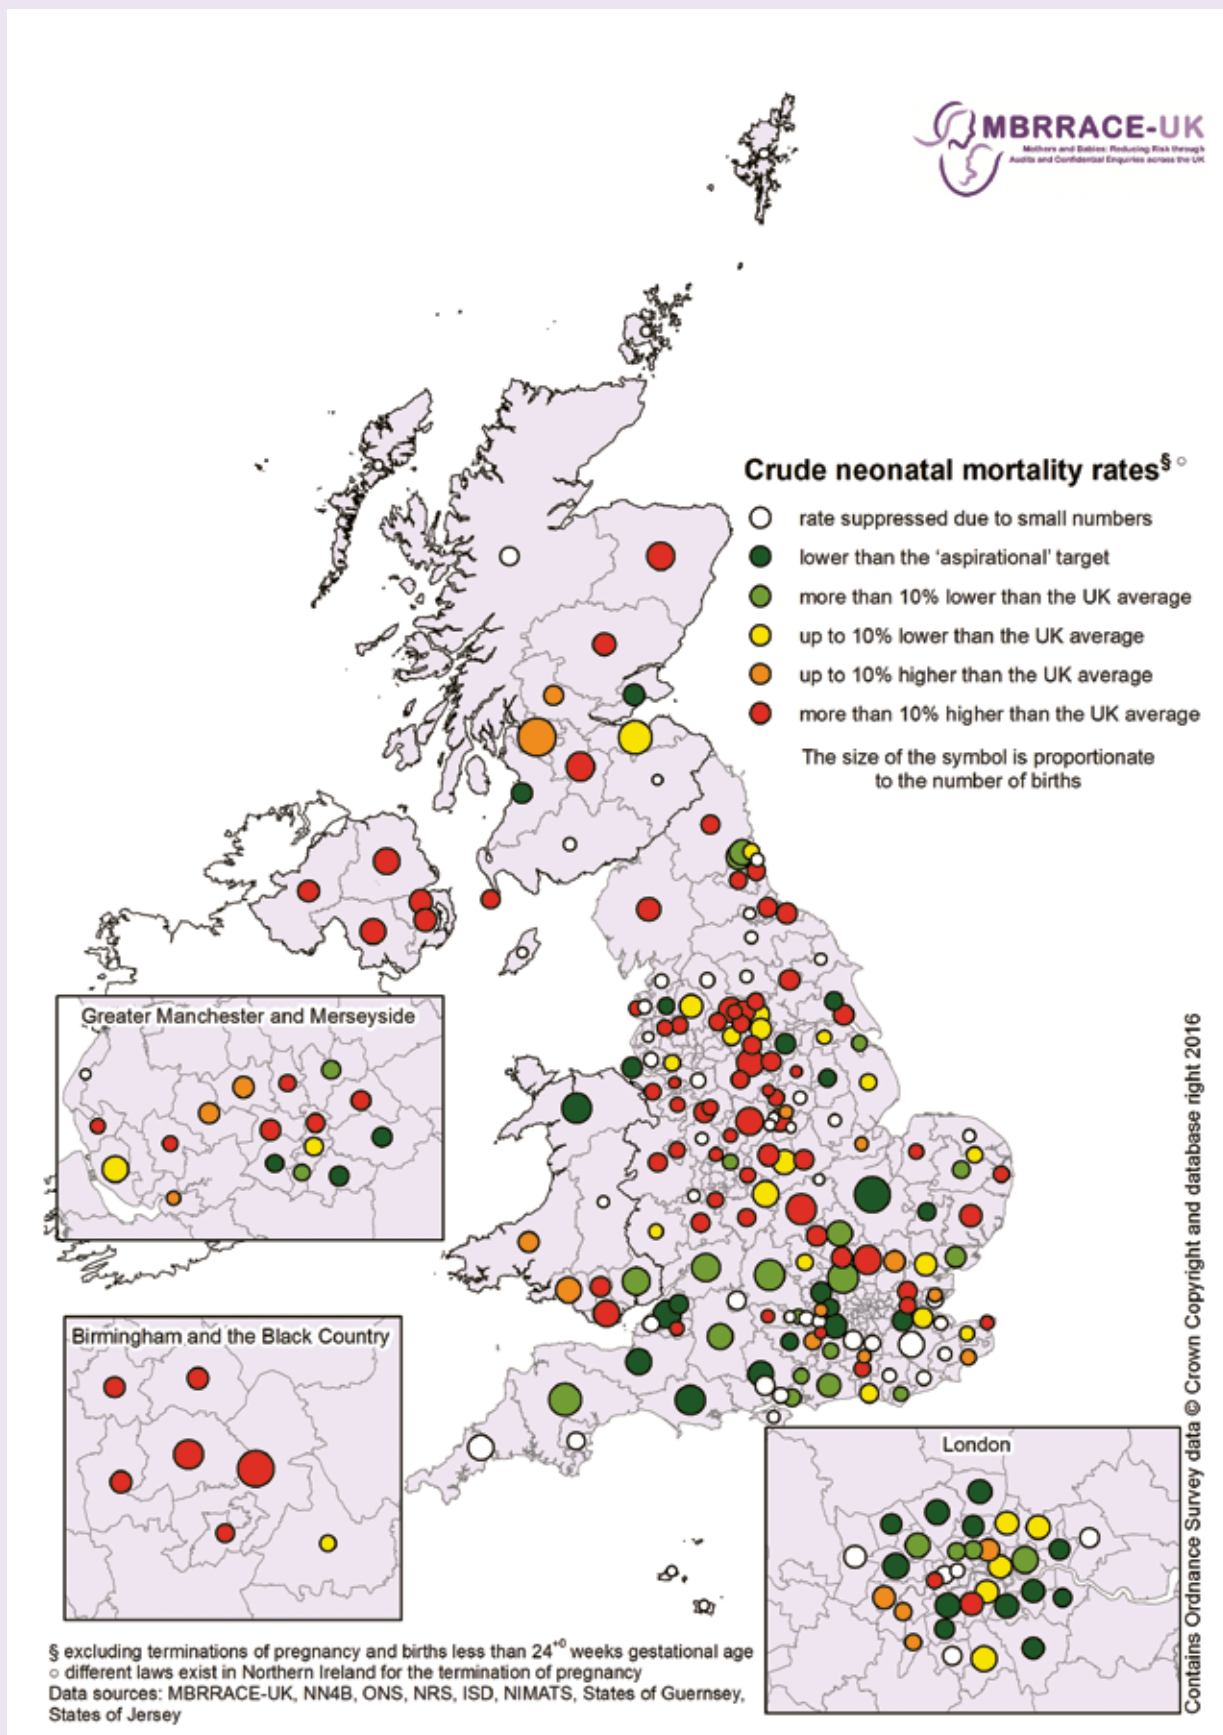 MBRRACE-UK
Mothers and Babies: Reducing Risk through
Audits and Confidential Enquiries across the UK
Crude neonatal mortality rates§ ○
rate suppressed due to small numbers
lower than the 'aspirational' target
more than 10% lower than the UK average
up to 10% lower than the UK average
up to 10% higher than the UK average
more than 10% higher than the UK average
The size of the symbol is proportionate
to the number of births
Greater Manchester and Merseyside
Birmingham and the Black Country
London
§ excluding terminations of pregnancy and births less than 24⁺⁰ weeks gestational age
○ different laws exist in Northern Ireland for the termination of pregnancy
Data sources: MBRRACE-UK, NN4B, ONS, NRS, ISD, NIMATS, States of Guernsey,
States of Jersey
Contains Ordnance Survey data © Crown Copyright and database right 2016